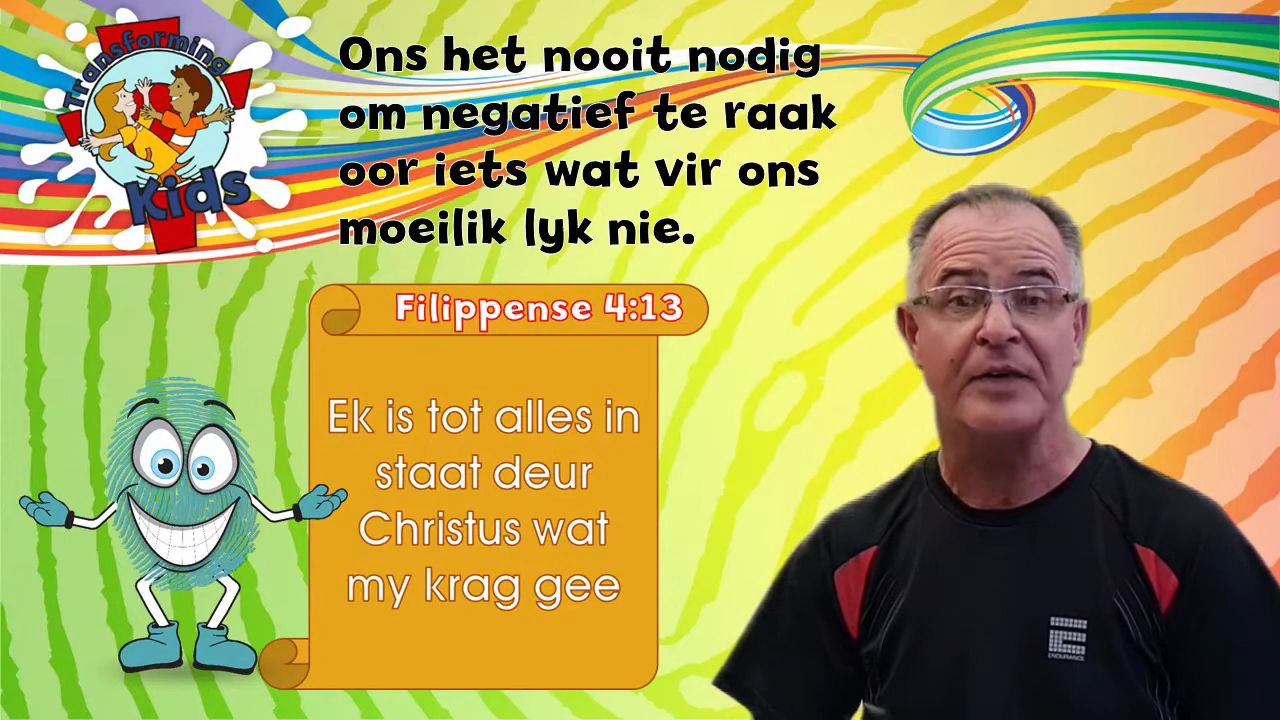 Transforming
Kids
Ons het nooit nodig
om negatief te raak
oor iets wat vir ons
moeilik lyk nie.
Filippense 4:13
Ek is tot alles in
staat deur
Christus wat
my krag gee
E
ENDURANCE